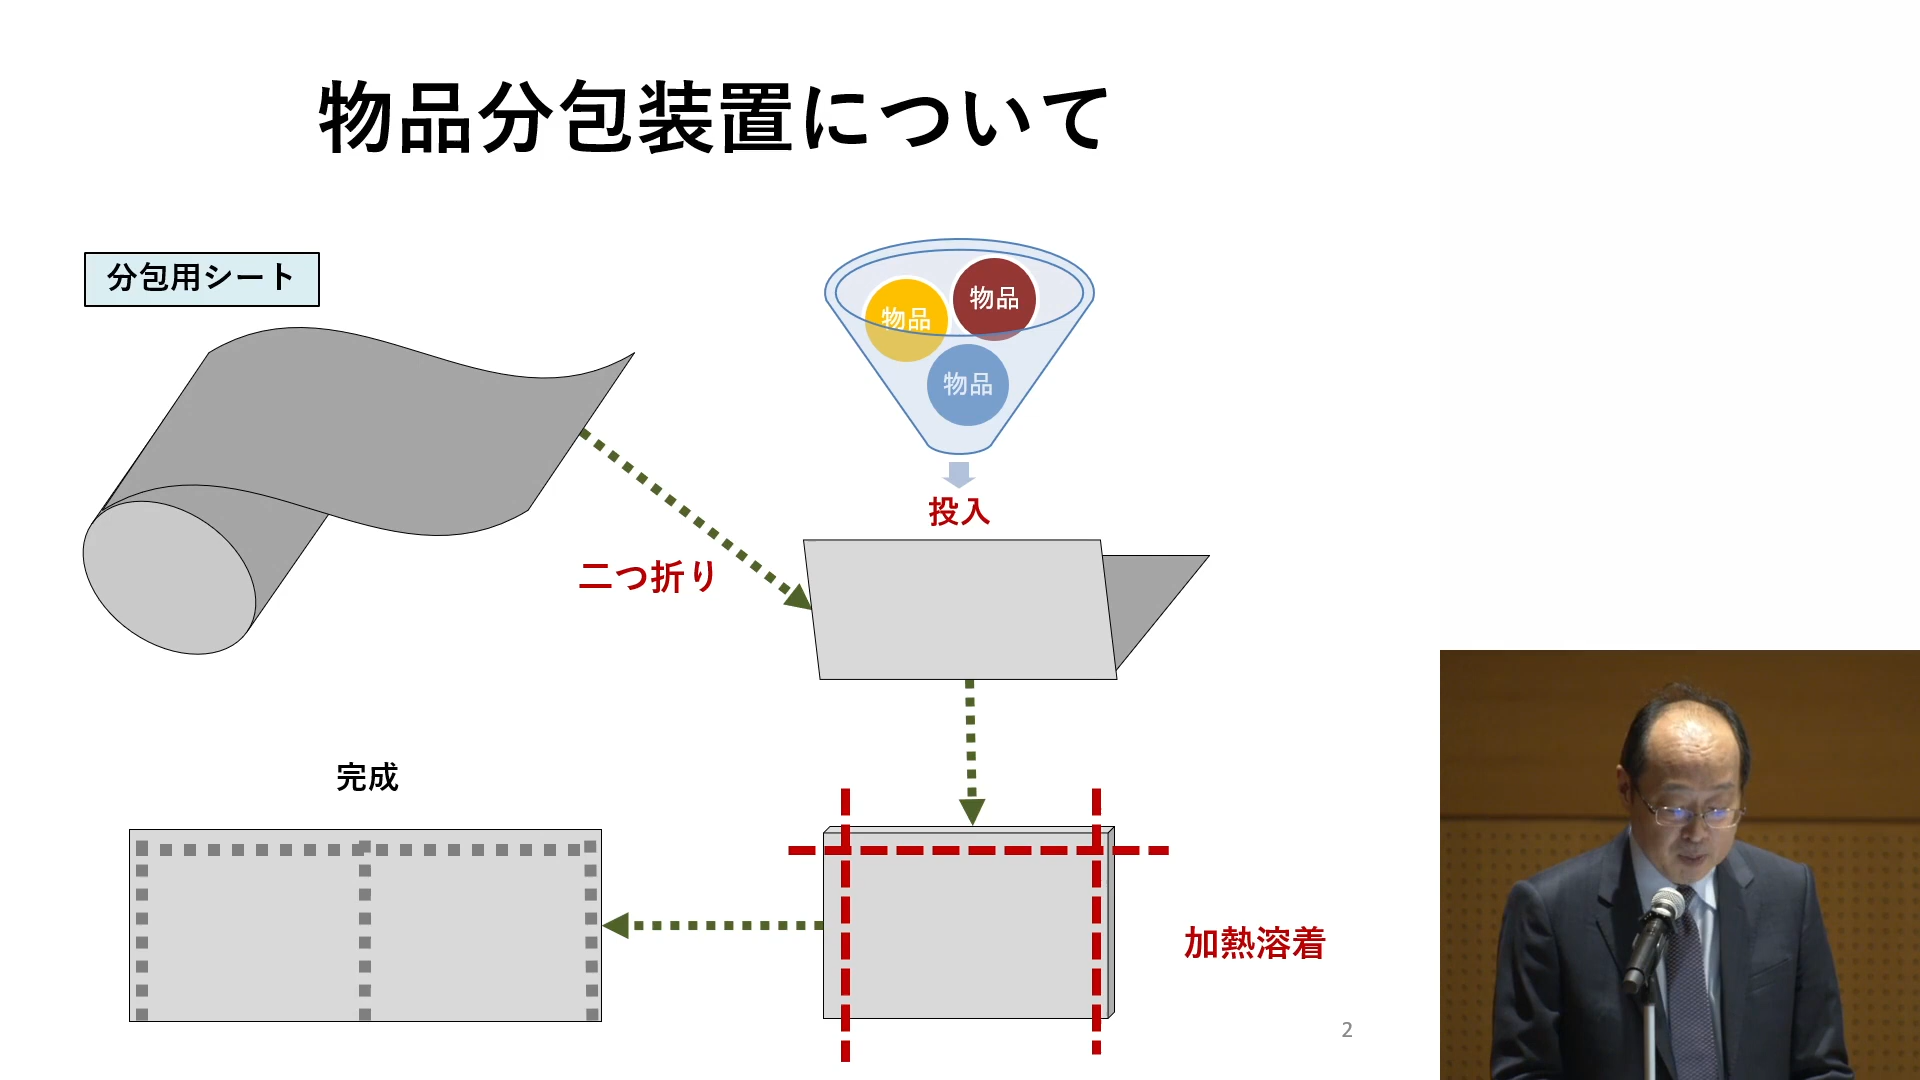 物品分包装置について
分包用シート
物品
物品
物品
投入
二つ折り
完成
加熱溶着
2